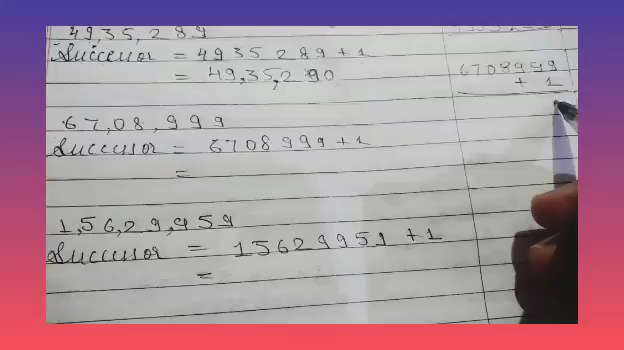 49,35,289
Successor = 4935289+1
= 49,35,290
67,08,999
Successor = 6708999+1
=
1,56,29,959
Successor = 15629959+1
=
6708999
+ 1